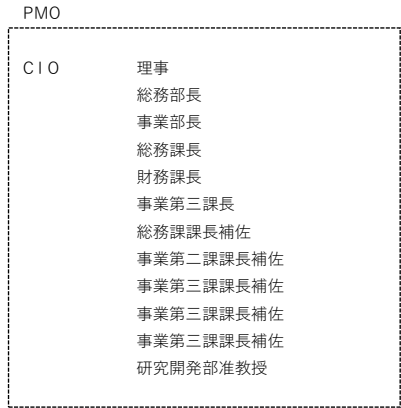 PMO
CIO 理事
総務部長
事業部長
総務課長
財務課長
事業第三課長
総務課課長補佐
事業第二課課長補佐
事業第三課課長補佐
事業第三課課長補佐
事業第三課課長補佐
研究開発部准教授